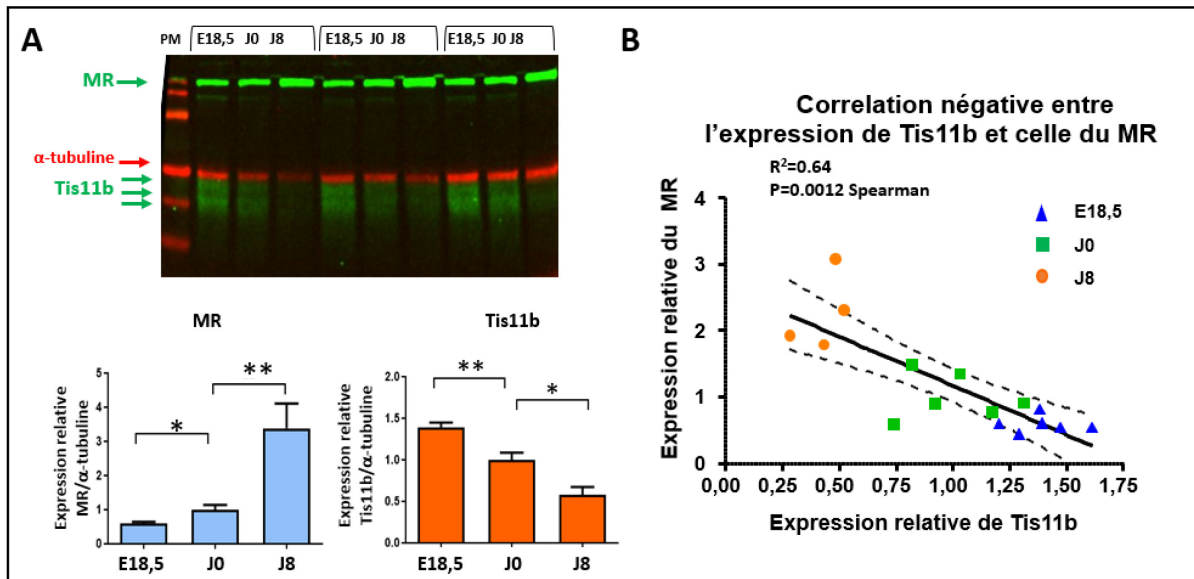 A
PM E18,5 J0 J8 E18,5 J0 J8 E18,5 J0 J8
MR
α-tubuline
Tis11b
MR
Expression relative
MR/α-tubuline
5
4
3
2
1
0
*
**
E18,5 J0 J8
Tis11b
Expression relative
Tis11b/α-tubuline
2.0
1.5
1.0
0.5
0.0
**
*
E18,5 J0 J8
B
Correlation négative entre
l'expression de Tis11b et celle du MR
R²=0.64
P=0.0012 Spearman
E18,5
J0
J8
Expression relative du MR
4
3
2
1
0
0,00 0,25 0,50 0,75 1,00 1,25 1,50 1,75
Expression relative de Tis11b